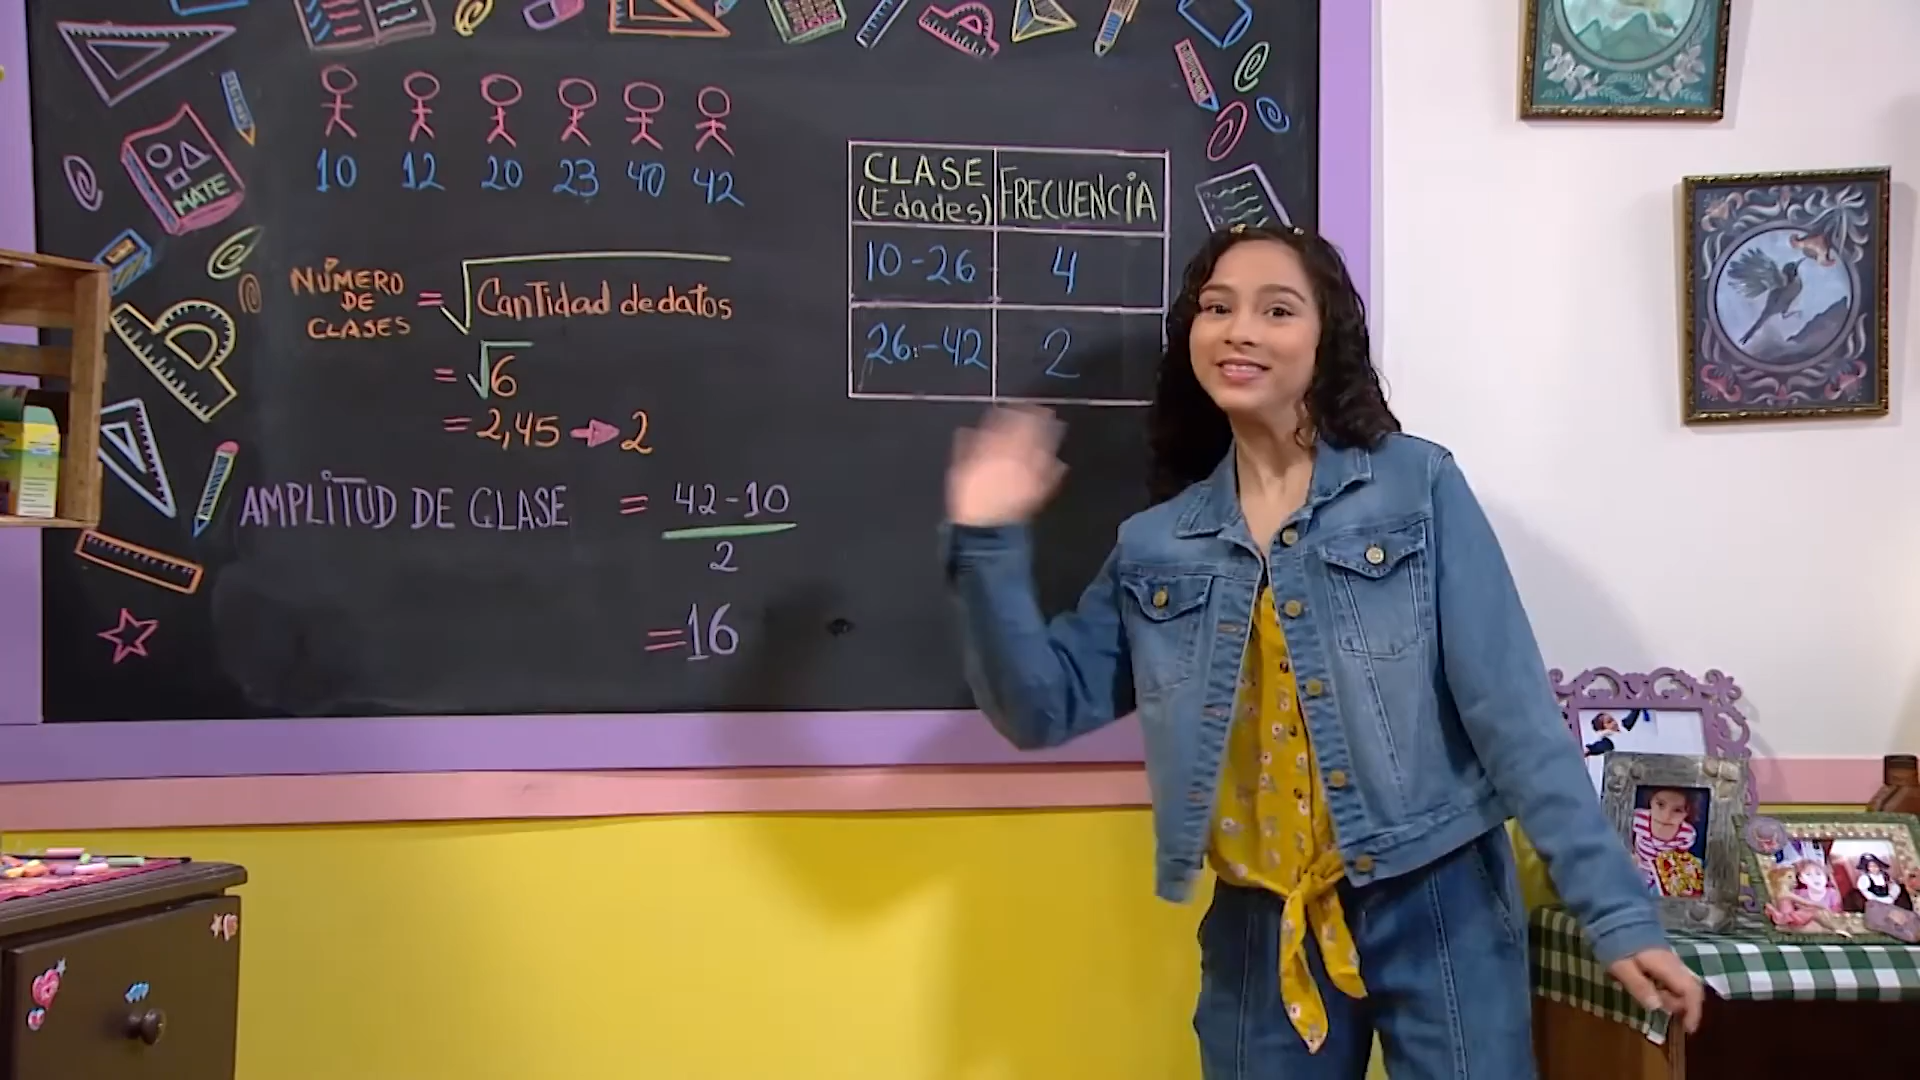 MATE
10 12 20 23 40 42
NÚMERO
DE
CLASES
= √Cantidad de datos
= √6
= 2,45 → 2
AMPLITUD DE CLASE = 42-10
2
=16
CLASE
(Edades)
FRECUENCIA
10-26 4
26-42 2